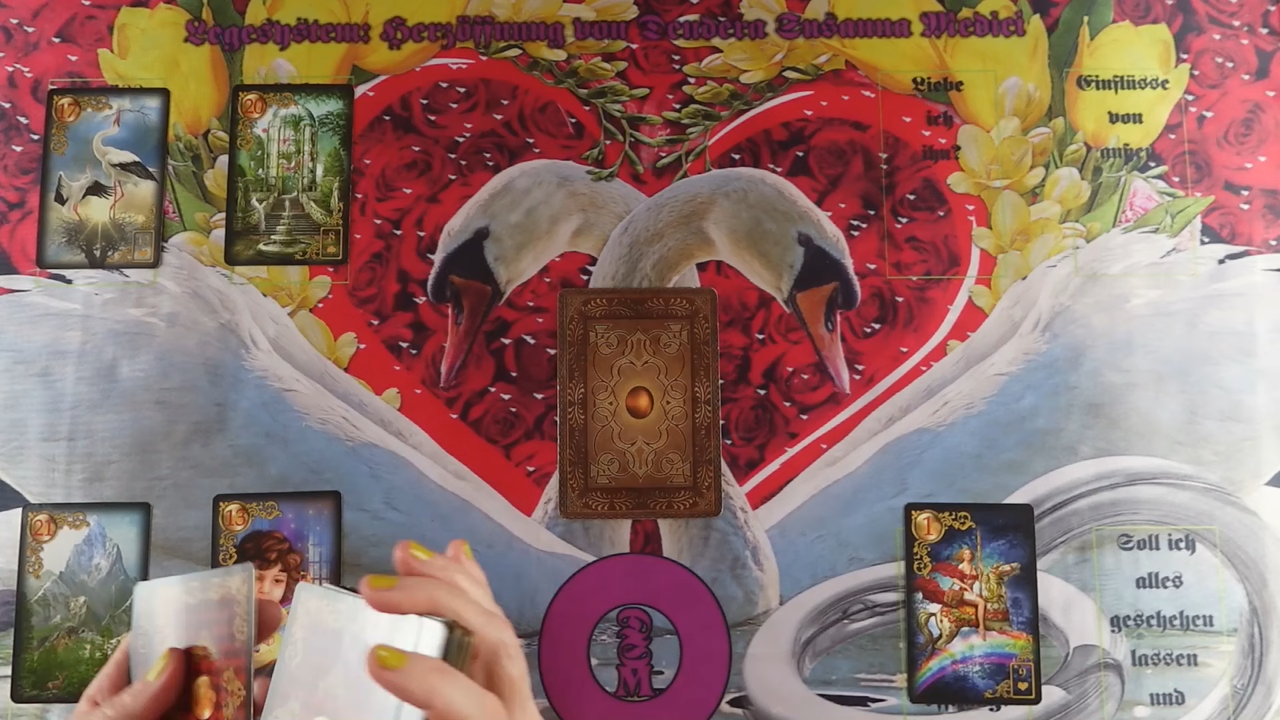 Legesystem: Herzöffnung von Dendera Susanna Medici
17
20
Liebe
ich
ihn?
Einflüsse
von
außen
21
13
1
9
Soll ich
alles
geschehen
lassen
und